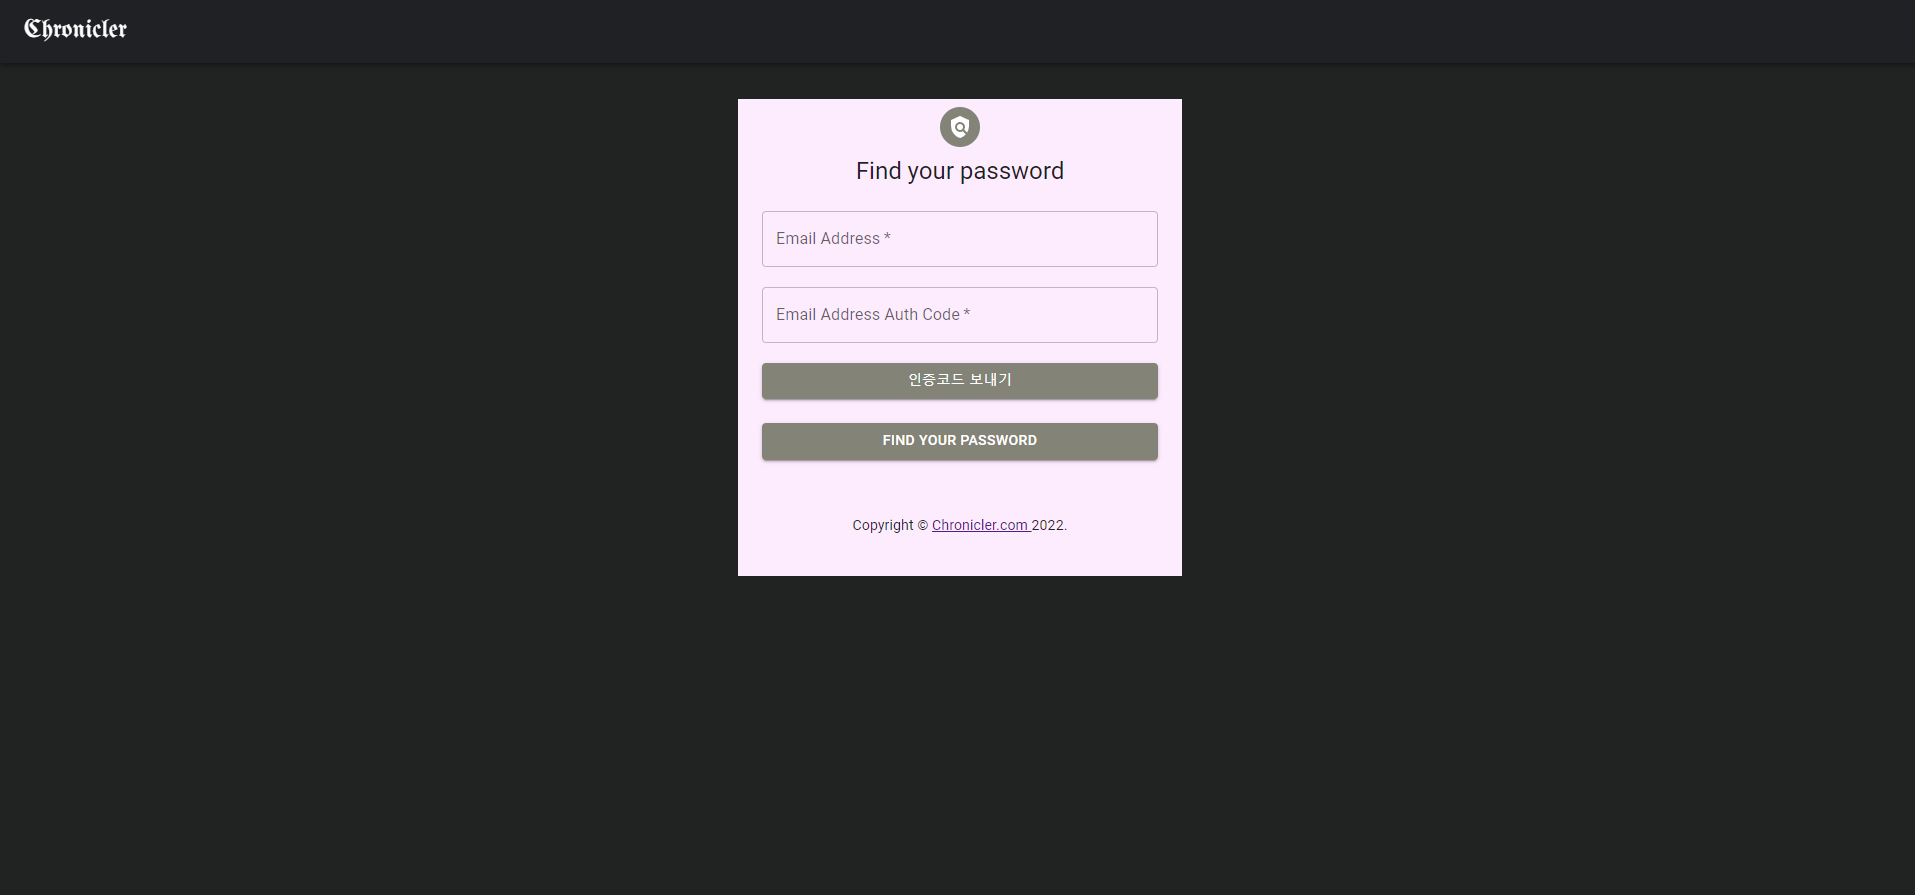 Chronicler
Find your password
Email Address *
Email Address Auth Code *
인증코드 보내기
FIND YOUR PASSWORD
Copyright © Chronicler.com 2022.